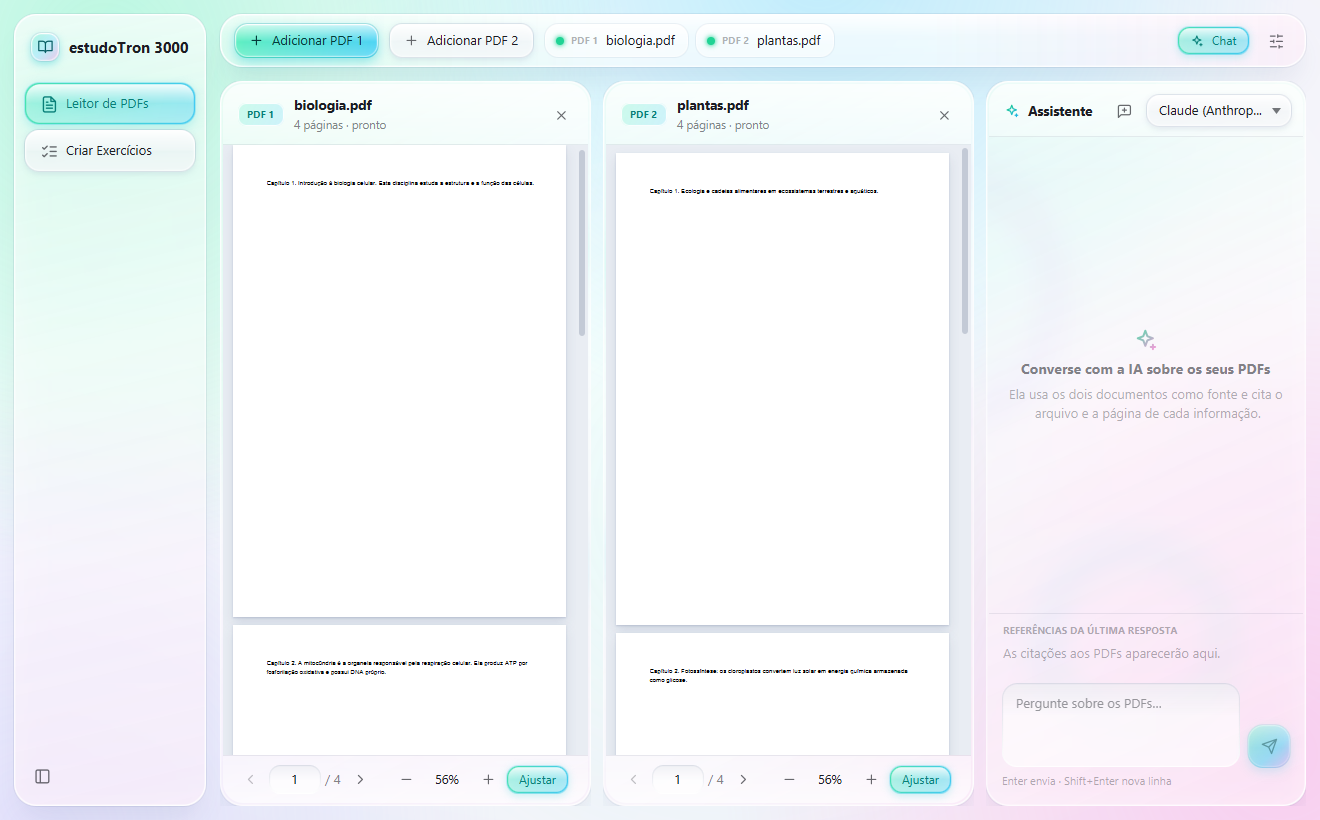 estudoTron 3000
Leitor de PDFs
Criar Exercícios
Adicionar PDF 1
Adicionar PDF 2
PDF 1 biologia.pdf
PDF 2 plantas.pdf
Chat
PDF 1
biologia.pdf
4 páginas · pronto
Capítulo 1. Introdução à biologia celular. Esta disciplina estuda a estrutura e a função das células.
Capítulo 2. A mitocôndria é a organela responsável pela respiração celular. Ela produz ATP por
fosforilação oxidativa e possui DNA próprio.
1 / 4
56%
Ajustar
PDF 2
plantas.pdf
4 páginas · pronto
Capítulo 1. Ecologia e cadeias alimentares em ecossistemas terrestres e aquáticos.
Capítulo 2. Fotossíntese: os cloroplastos convertem luz solar em energia química armazenada
como glicose.
1 / 4
56%
Ajustar
Assistente
Claude (Anthrop...
Converse com a IA sobre os seus PDFs
Ela usa os dois documentos como fonte e cita o
arquivo e a página de cada informação.
REFERÊNCIAS DA ÚLTIMA RESPOSTA
As citações aos PDFs aparecerão aqui.
Pergunte sobre os PDFs...
Enter envia · Shift+Enter nova linha